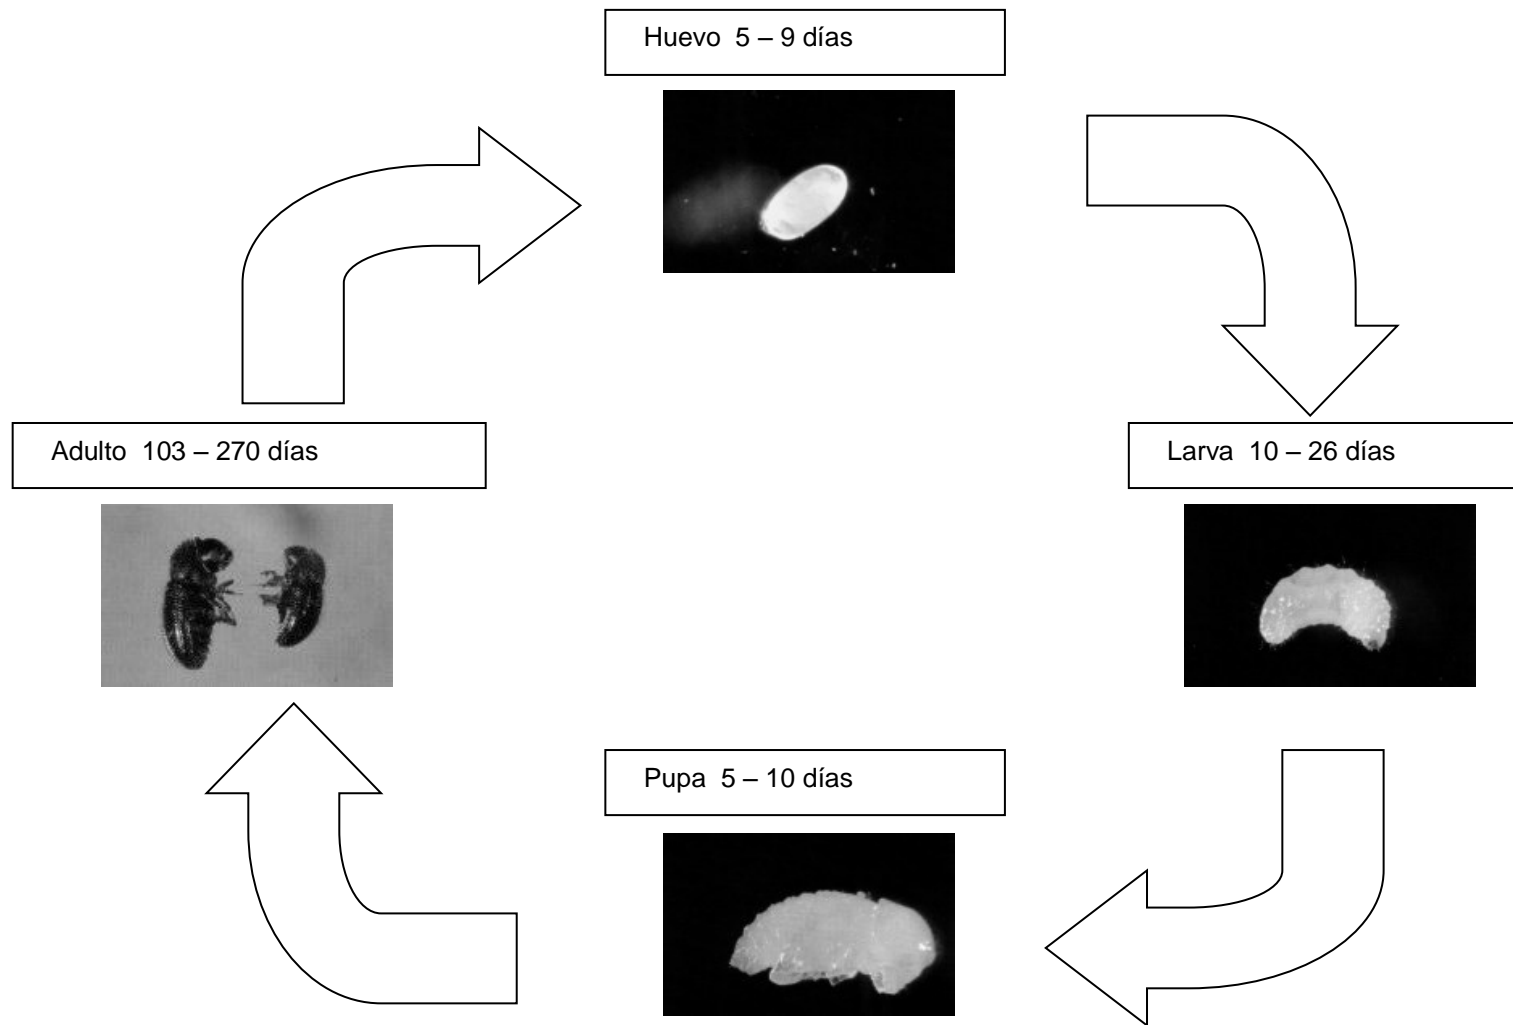 Huevo 5 – 9 días
Adulto 103 – 270 días
Larva 10 – 26 días
Pupa 5 – 10 días